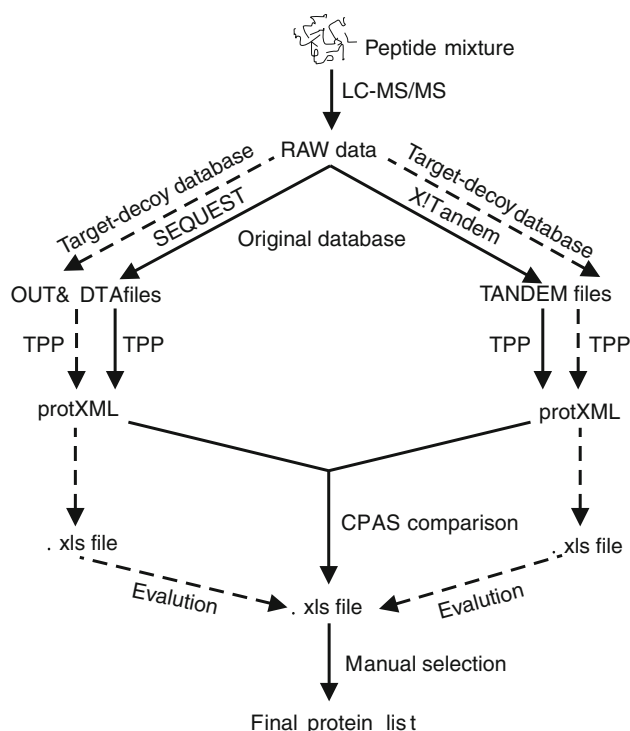 Peptide mixture
LC-MS/MS
RAW data
Target-decoy database
SEQUEST
Original database
X!Tandem
Target-decoy database
OUT& DTAfiles
TANDEM files
TPP
TPP
TPP
TPP
protXML
protXML
CPAS comparison
. xls file
. xls file
Evalution
. xls file
Evalution
Manual selection
Final protein list